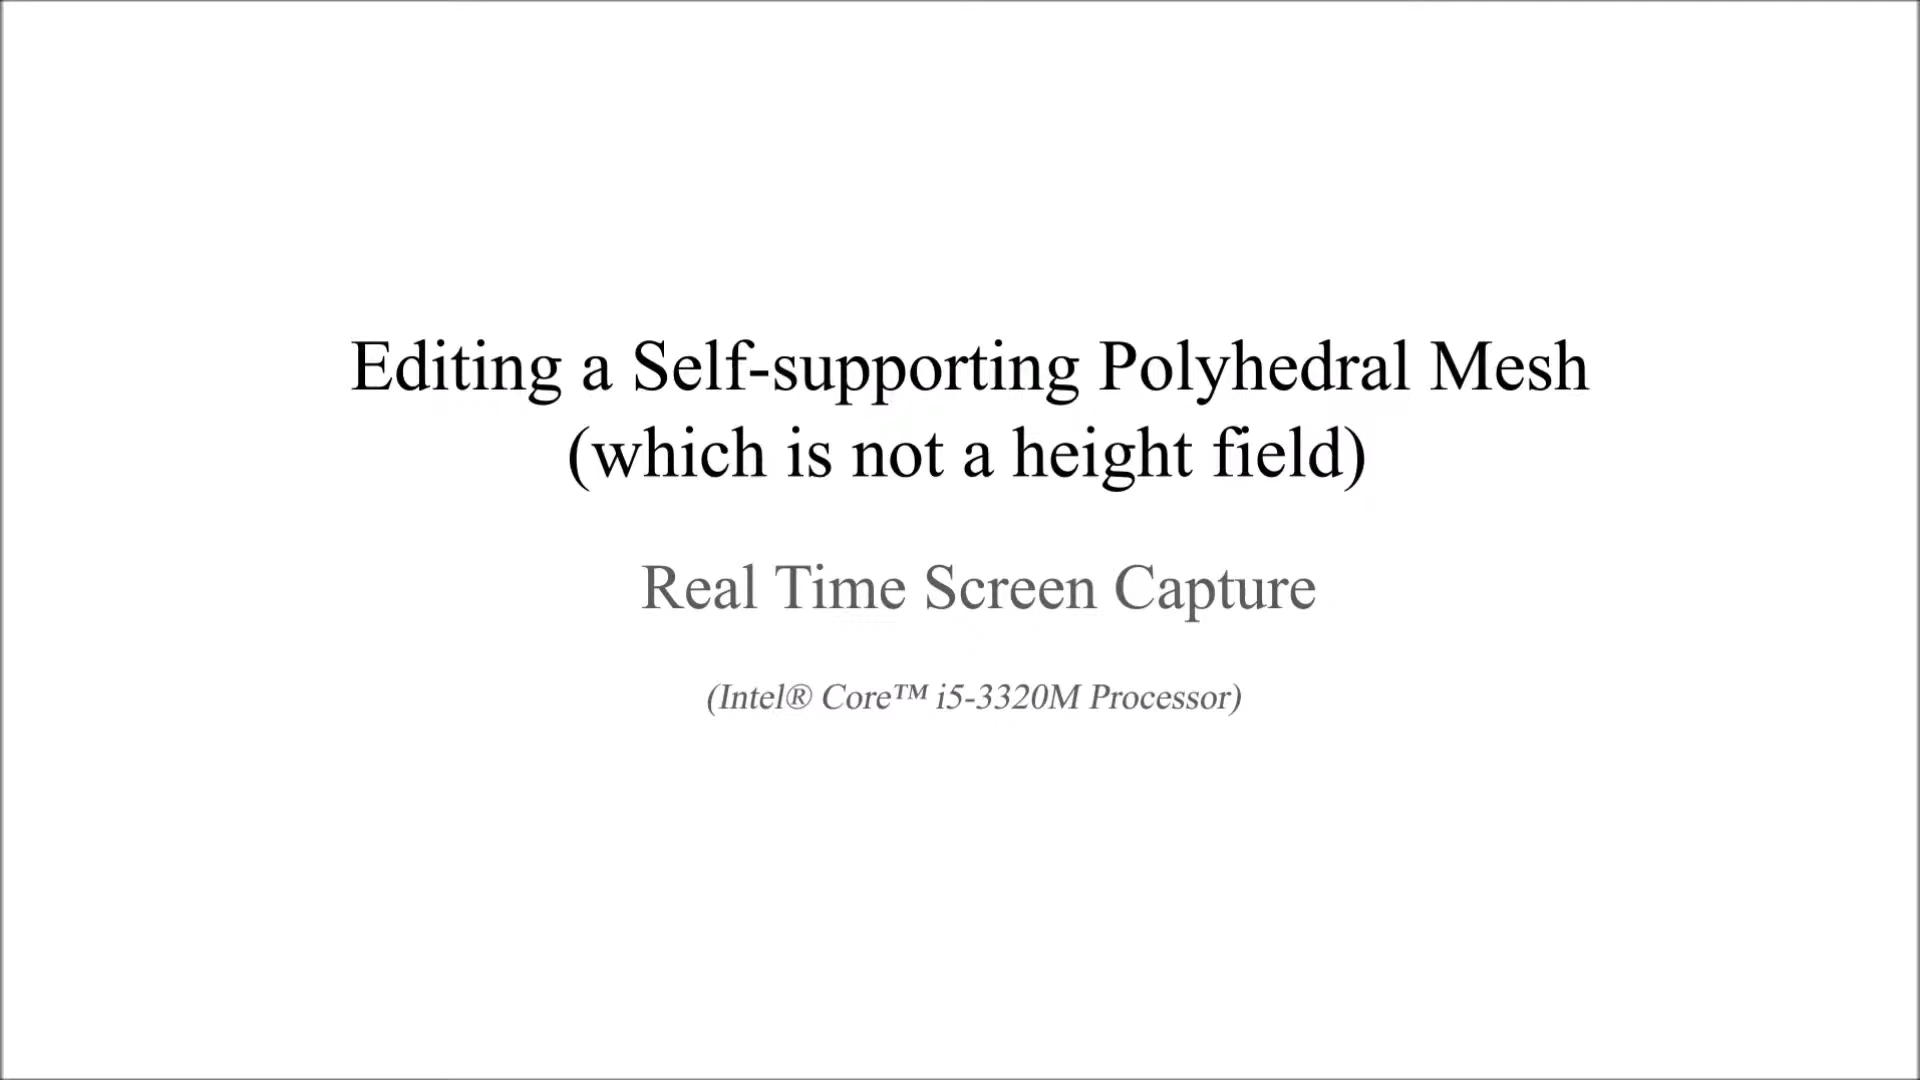 Editing a Self-supporting Polyhedral Mesh
(which is not a height field)
Real Time Screen Capture
(Intel® Core™ i5-3320M Processor)